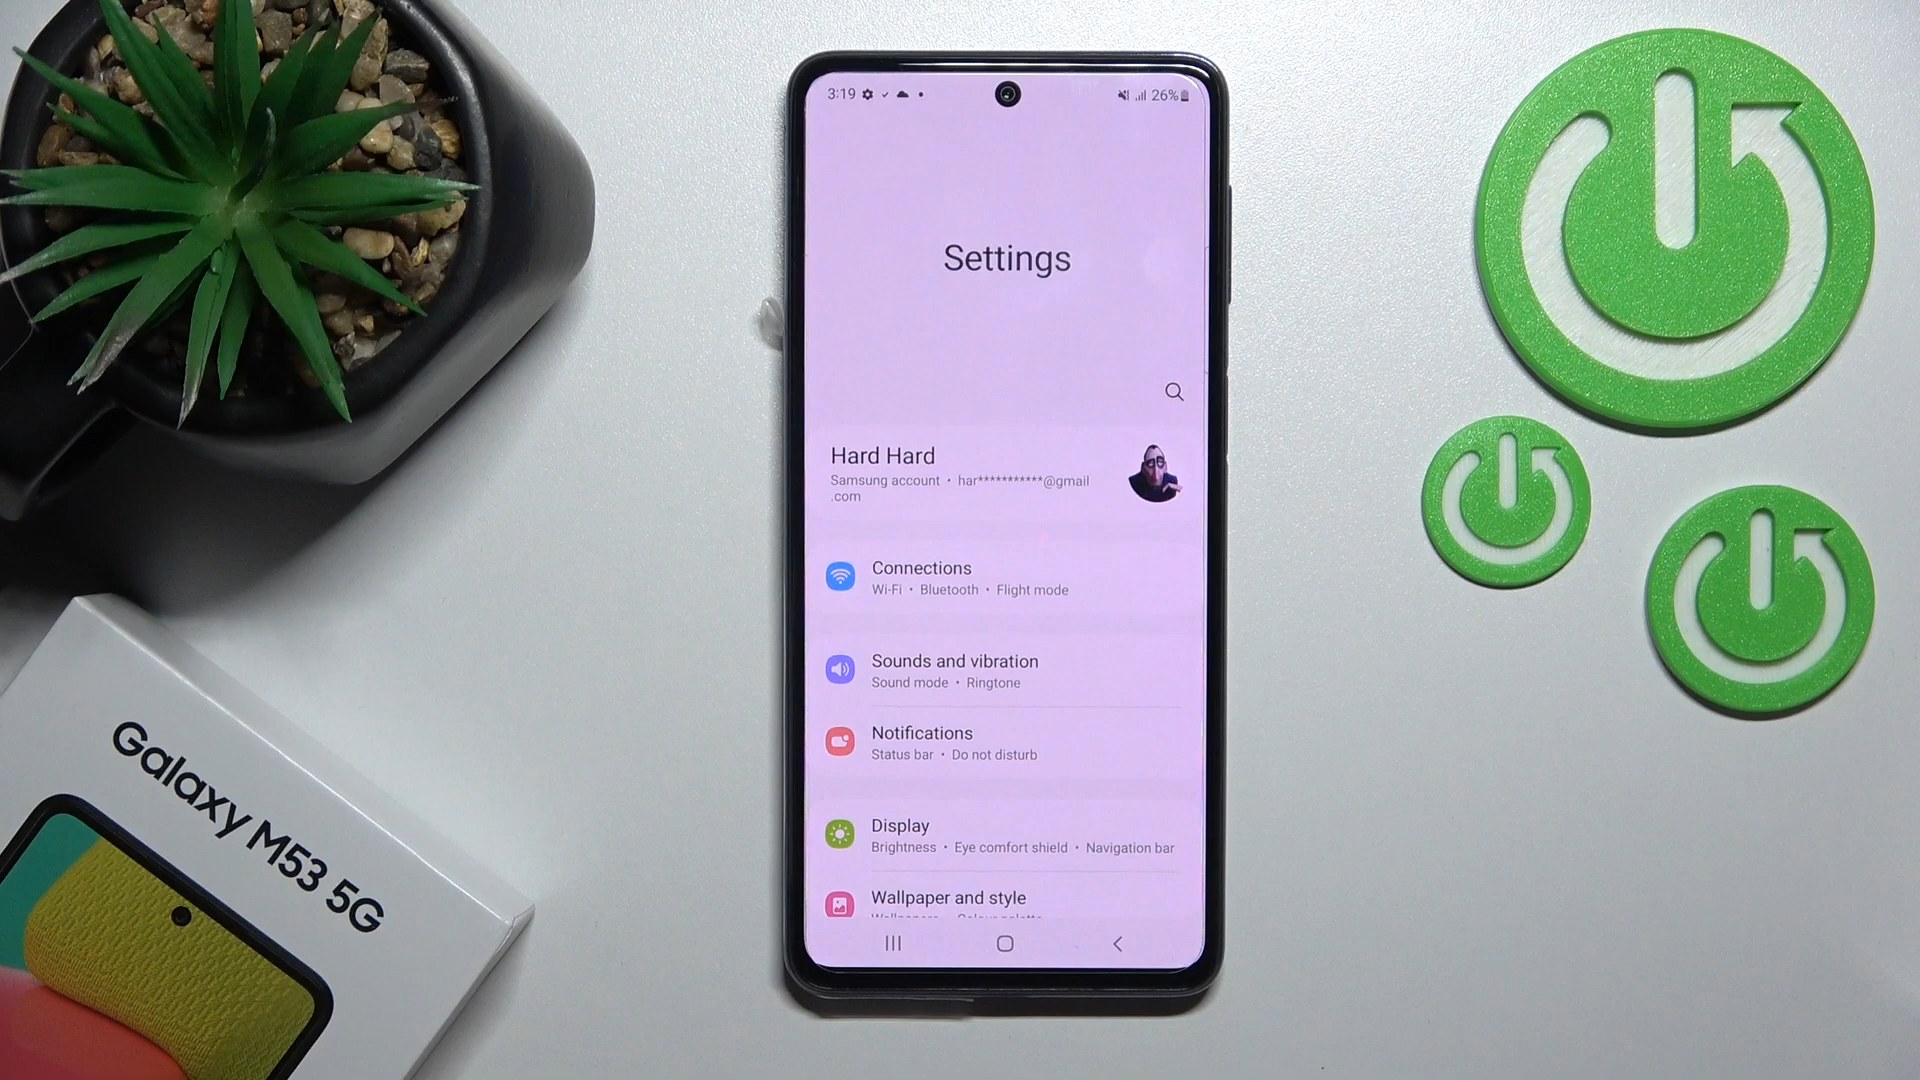 3:19
26%
Settings
Hard Hard
Samsung account • har***********@gmail
.com
Connections
Wi-Fi • Bluetooth • Flight mode
Sounds and vibration
Sound mode • Ringtone
Notifications
Status bar • Do not disturb
Display
Brightness • Eye comfort shield • Navigation bar
Wallpaper and style
Galaxy M53 5G